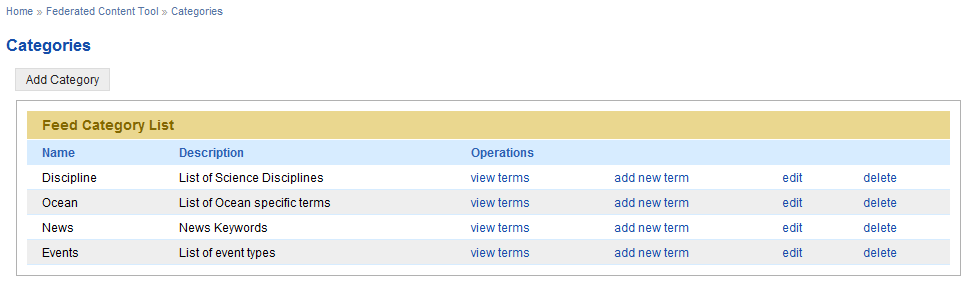 Home » Federated Content Tool » Categories
Categories
Add Category
Feed Category List
Name Description Operations
Discipline List of Science Disciplines view terms add new term edit delete
Ocean List of Ocean specific terms view terms add new term edit delete
News News Keywords view terms add new term edit delete
Events List of event types view terms add new term edit delete